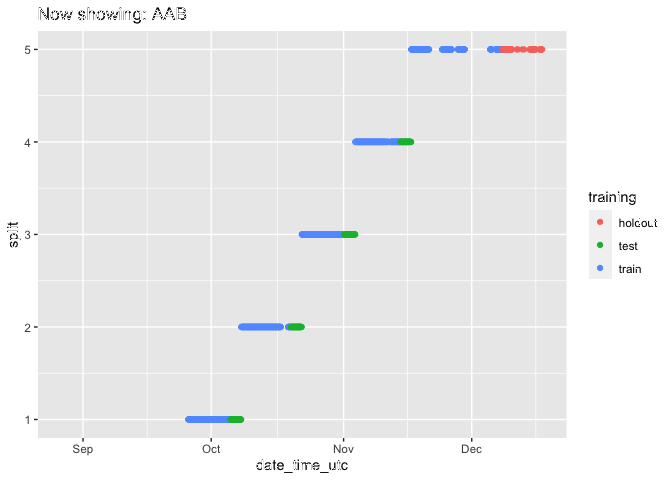 Now showing: AAB
5
4
3
2
1
split
Sep Oct Nov Dec
date_time_utc
training
holdout
test
train